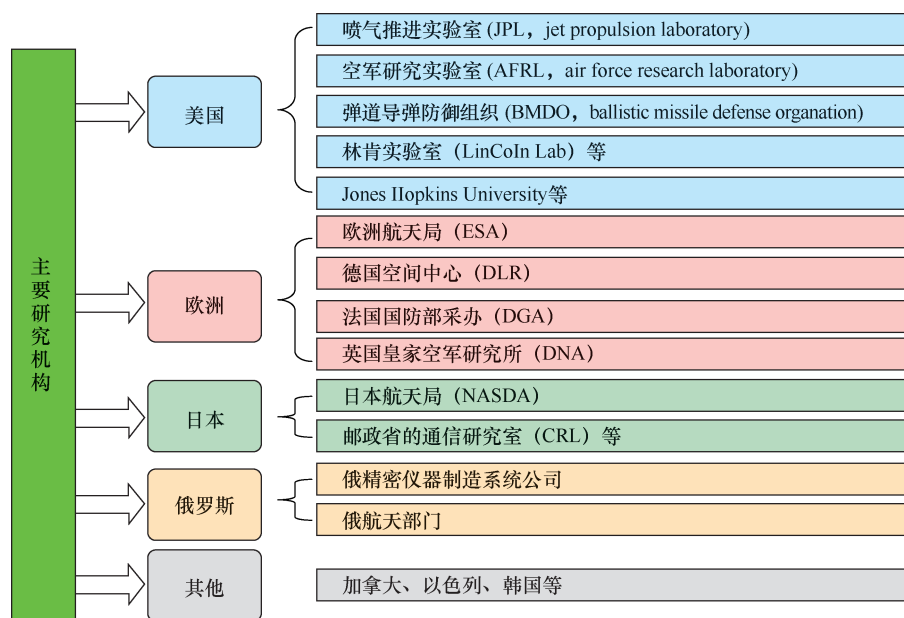 主要研究机构
美国
喷气推进实验室 (JPL，jet propulsion laboratory)
空军研究实验室 (AFRL，air force research laboratory)
弹道导弹防御组织 (BMDO，ballistic missile defense organation)
林肯实验室（LinCoIn Lab）等
Jones IIopkins University等
欧洲
欧洲航天局（ESA）
德国空间中心（DLR）
法国国防部采办（DGA）
英国皇家空军研究所（DNA）
日本
日本航天局（NASDA）
邮政省的通信研究室（CRL）等
俄罗斯
俄精密仪器制造系统公司
俄航天部门
其他
加拿大、以色列、韩国等